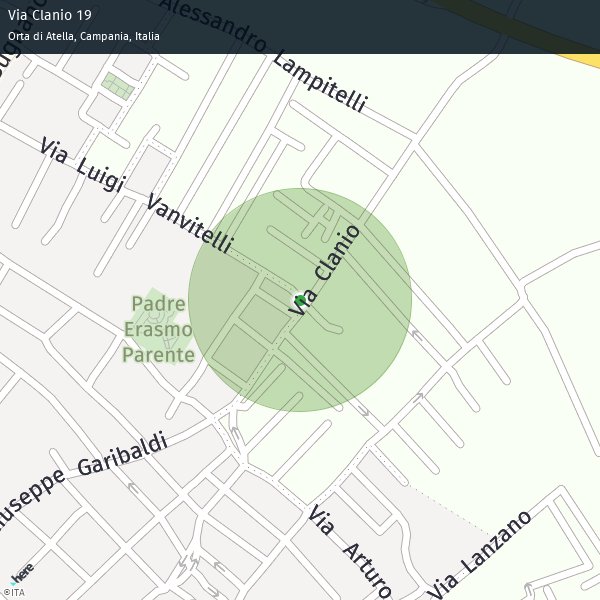 Via Clanio 19
Orta di Atella, Campania, Italia
Alessandro Lampitelli
Via Luigi Vanvitelli
Via Clanio
Padre
Erasmo
Parente
Giuseppe Garibaldi
Via Arturo
Via Lanzano
here
©ITA